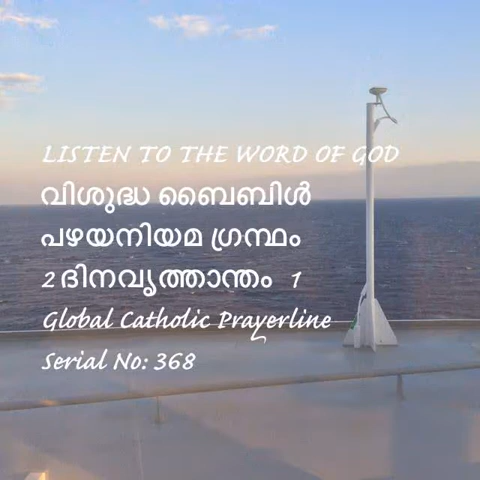 LISTEN TO THE WORD OF GOD
വിശുദ്ധ ബൈബിൾ
പഴയനിയമ ഗ്രന്ഥം
2 ദിനവൃത്താന്തം 1
Global Catholic Prayerline
Serial No: 368